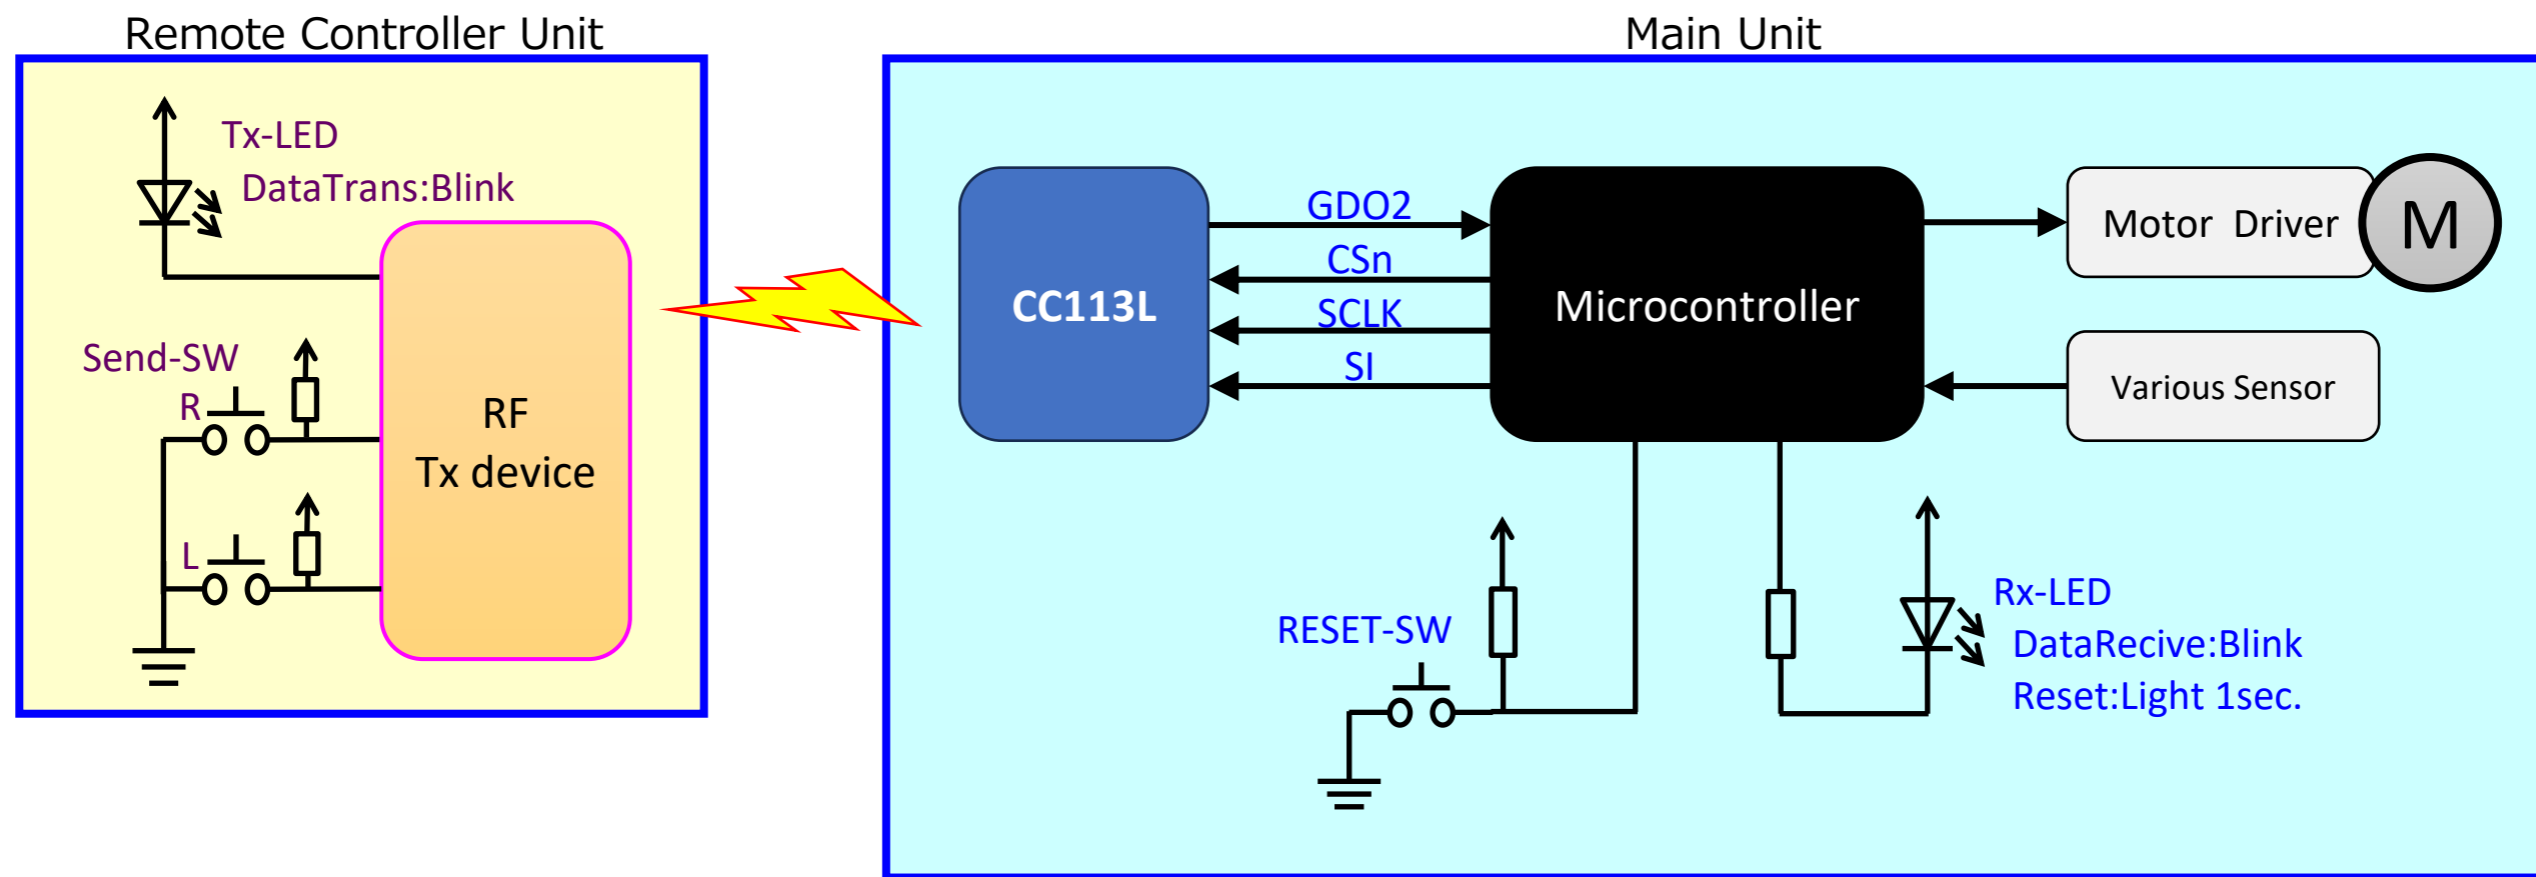 Remote Controller Unit
Tx-LED
DataTrans:Blink
Send-SW
R
L
RF
Tx device
Main Unit
CC113L
GDO2
CSn
SCLK
SI
Microcontroller
Motor Driver
M
Various Sensor
RESET-SW
Rx-LED
DataRecive:Blink
Reset:Light 1sec.